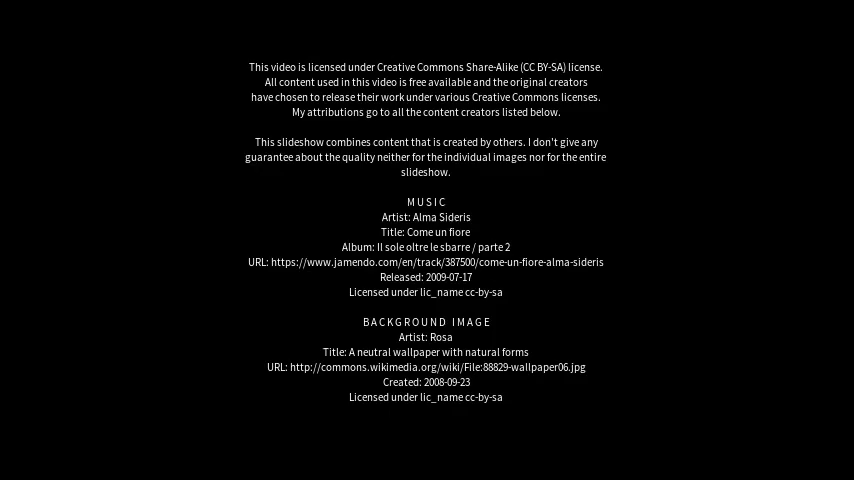 This video is licensed under Creative Commons Share-Alike (CC BY-SA) license.
All content used in this video is free available and the original creators
have chosen to release their work under various Creative Commons licenses.
My attributions go to all the content creators listed below.
This slideshow combines content that is created by others. I don't give any
guarantee about the quality neither for the individual images nor for the entire
slideshow.
MUSIC
Artist: Alma Sideris
Title: Come un fiore
Album: Il sole oltre le sbarre / parte 2
URL: https://www.jamendo.com/en/track/387500/come-un-fiore-alma-sideris
Released: 2009-07-17
Licensed under lic_name cc-by-sa
BACKGROUND IMAGE
Artist: Rosa
Title: A neutral wallpaper with natural forms
URL: http://commons.wikimedia.org/wiki/File:88829-wallpaper06.jpg
Created: 2008-09-23
Licensed under lic_name cc-by-sa